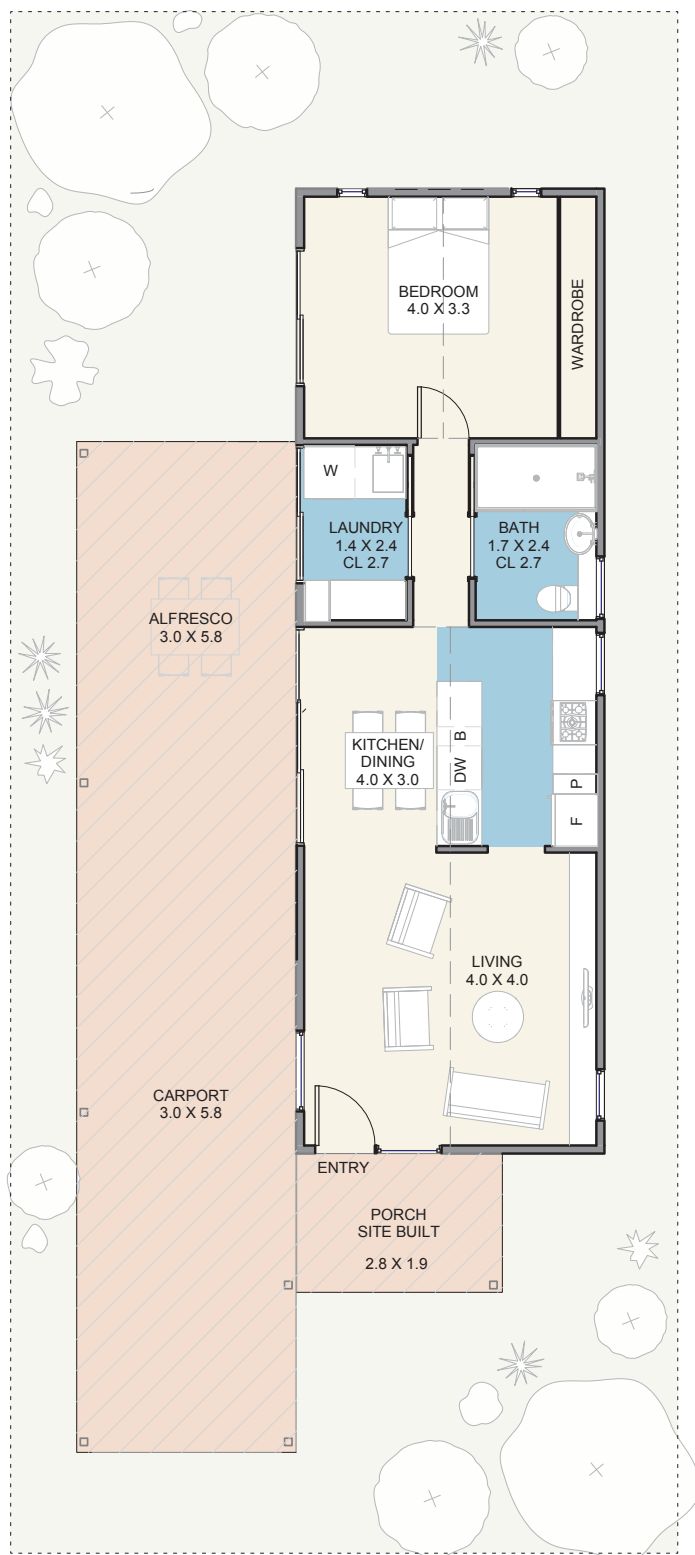 BEDROOM
4.0 X 3.3
WARDROBE
W
LAUNDRY
1.4 X 2.4
CL 2.7
BATH
1.7 X 2.4
CL 2.7
ALFRESCO
3.0 X 5.8
KITCHEN/
DINING
4.0 X 3.0
B
DW
P
F
LIVING
4.0 X 4.0
CARPORT
3.0 X 5.8
ENTRY
PORCH
SITE BUILT
2.8 X 1.9